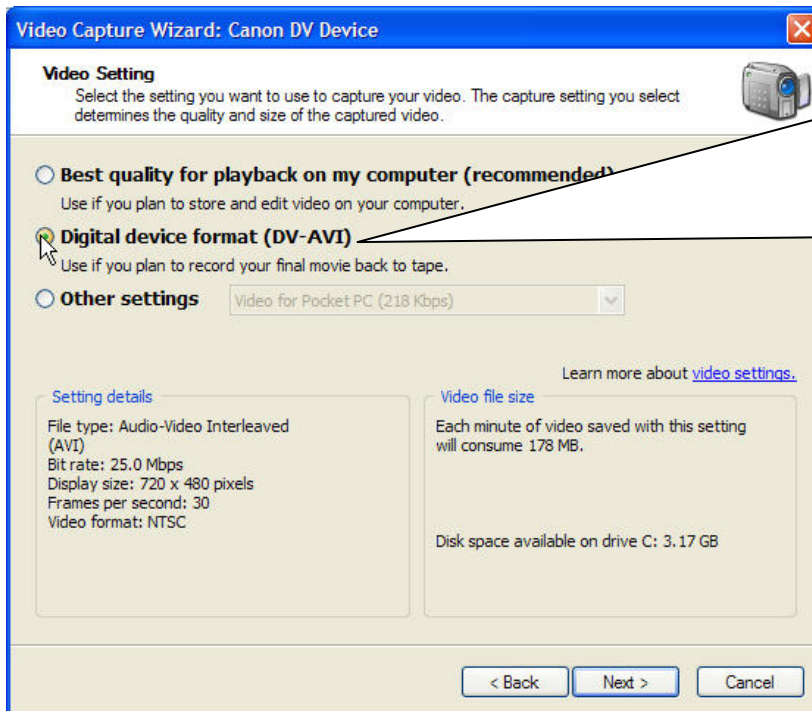 Video Capture Wizard: Canon DV Device
Video Setting
Select the setting you want to use to capture your video. The capture setting you select
determines the quality and size of the captured video.
Best quality for playback on my computer (recommended)
Use if you plan to store and edit video on your computer.
Digital device format (DV-AVI)
Use if you plan to record your final movie back to tape.
Other settings
Video for Pocket PC (218 Kbps)
Learn more about video settings.
Setting details
File type: Audio-Video Interleaved
(AVI)
Bit rate: 25.0 Mbps
Display size: 720 x 480 pixels
Frames per second: 30
Video format: NTSC
Video file size
Each minute of video saved with this setting
will consume 178 MB.
Disk space available on drive C: 3.17 GB
< Back
Next >
Cancel